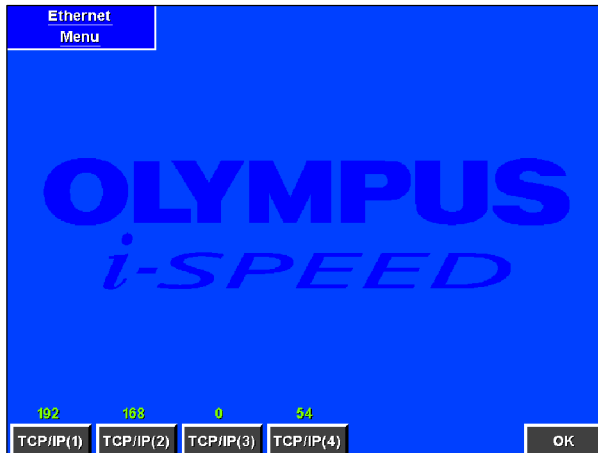 Ethernet
Menu
OLYMPUS
i-SPEED
192 168 0 54
TCP/IP(1) TCP/IP(2) TCP/IP(3) TCP/IP(4) OK